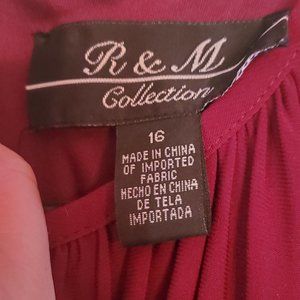 R & M
Collection
16
MADE IN CHINA
OF IMPORTED
FABRIC
HECHO EN CHINA
DE TELA
IMPORTADA